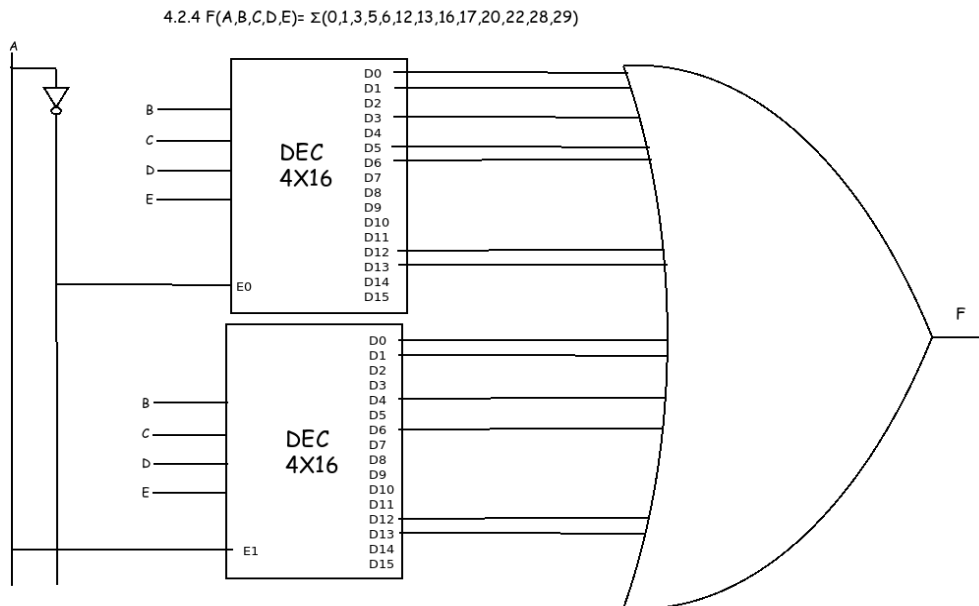 4.2.4 F(A,B,C,D,E)= Σ(0,1,3,5,6,12,13,16,17,20,22,28,29)
A
B
C
D
E
E0
DEC
4X16
D0
D1
D2
D3
D4
D5
D6
D7
D8
D9
D10
D11
D12
D13
D14
D15
F
B
C
D
E
E1
DEC
4X16
D0
D1
D2
D3
D4
D5
D6
D7
D8
D9
D10
D11
D12
D13
D14
D15